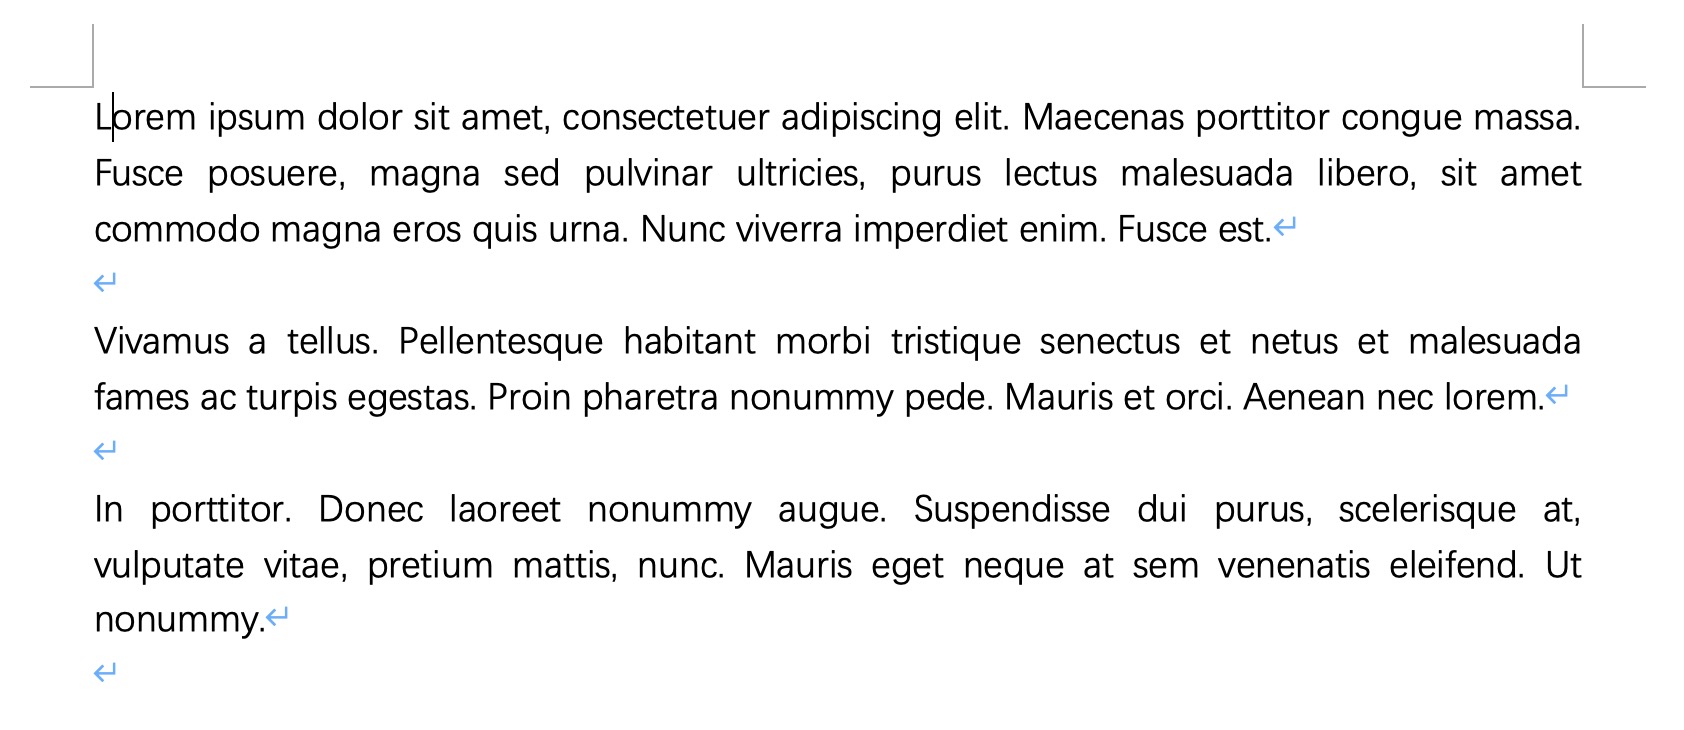 Lorem ipsum dolor sit amet, consectetuer adipiscing elit. Maecenas porttitor congue massa.
Fusce posuere, magna sed pulvinar ultricies, purus lectus malesuada libero, sit amet
commodo magna eros quis urna. Nunc viverra imperdiet enim. Fusce est.
Vivamus a tellus. Pellentesque habitant morbi tristique senectus et netus et malesuada
fames ac turpis egestas. Proin pharetra nonummy pede. Mauris et orci. Aenean nec lorem.
In porttitor. Donec laoreet nonummy augue. Suspendisse dui purus, scelerisque at,
vulputate vitae, pretium mattis, nunc. Mauris eget neque at sem venenatis eleifend. Ut
nonummy.